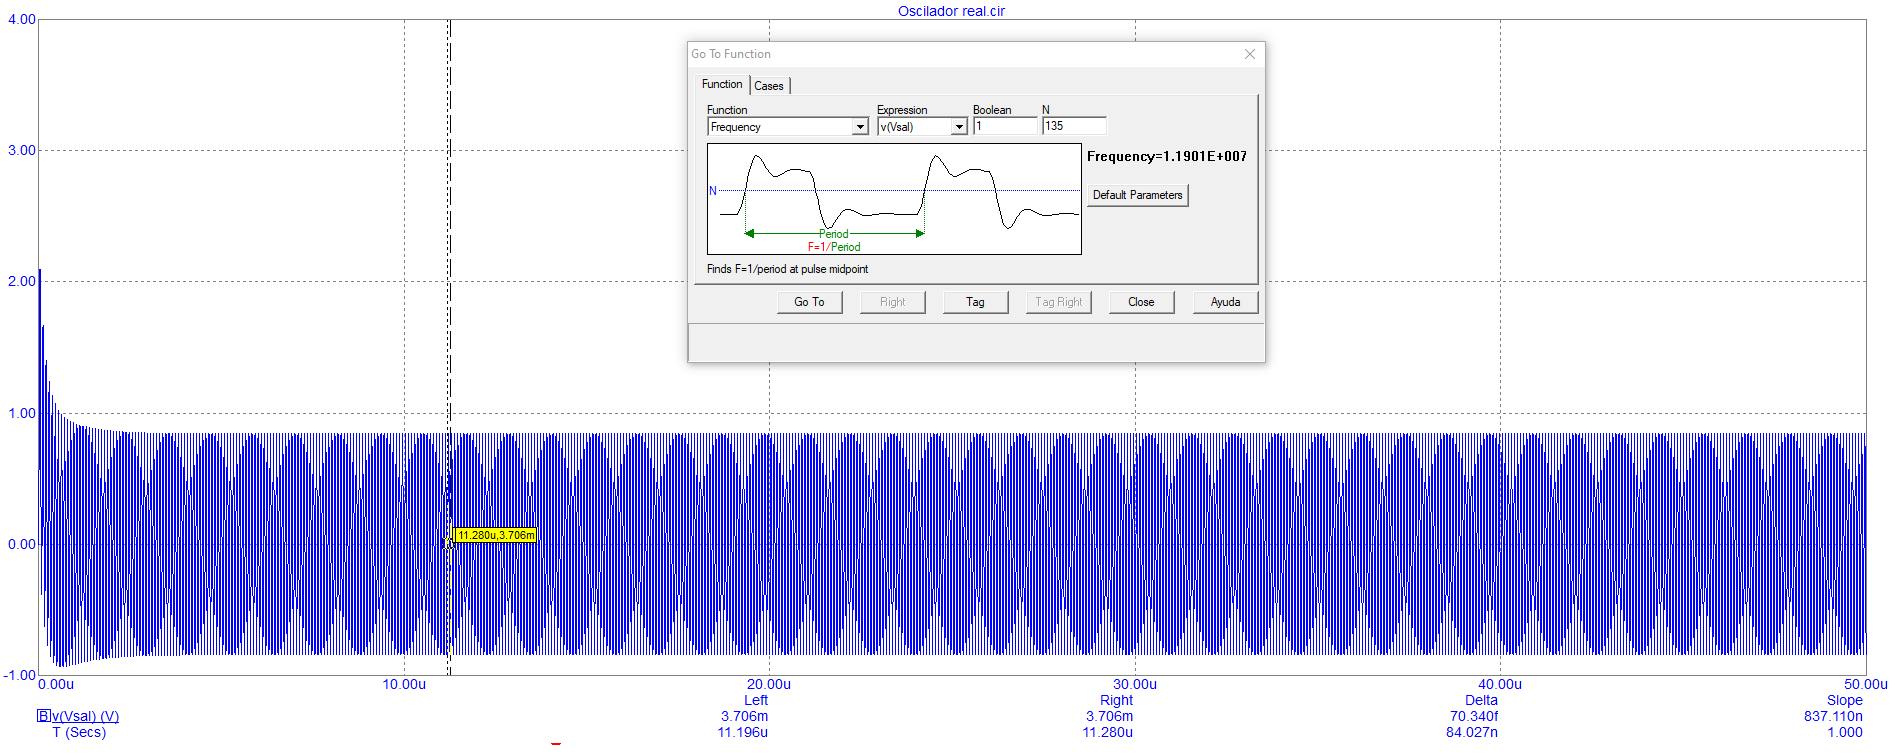 Oscilador real.cir
4.00
3.00
2.00
1.00
0.00
-1.00
Go To Function
Function Cases
Function Expression Boolean N
Frequency v(Vsal) 1 135
Frequency=1.1901E+007
N
Period
F=1/Period
Default Parameters
Finds F=1/period at pulse midpoint
Go To Right Tag Tag Right Close Ayuda
11.280u,3.706m
0.00u 10.00u 20.00u 30.00u 40.00u 50.00u
Left Right Delta Slope
B v(Vsal) (V) 3.706m 3.706m 70.340f 837.110n
T (Secs) 11.196u 11.280u 84.027n 1.000